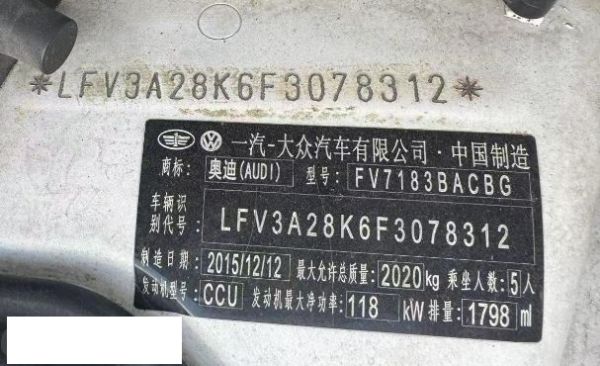 *LFV3A28K6F3078312*
一汽-大众汽车有限公司·中国制造
商标: 奥迪(AUDI) 型号: FV7183BACBG
车辆识
别代号: LFV3A28K6F3078312
制造日期: 2015/12/12 最大允许总质量: 2020kg 乘坐人数: 5人
发动机型号: CCU 发动机最大净功率: 118 kW 排量: 1798 ml